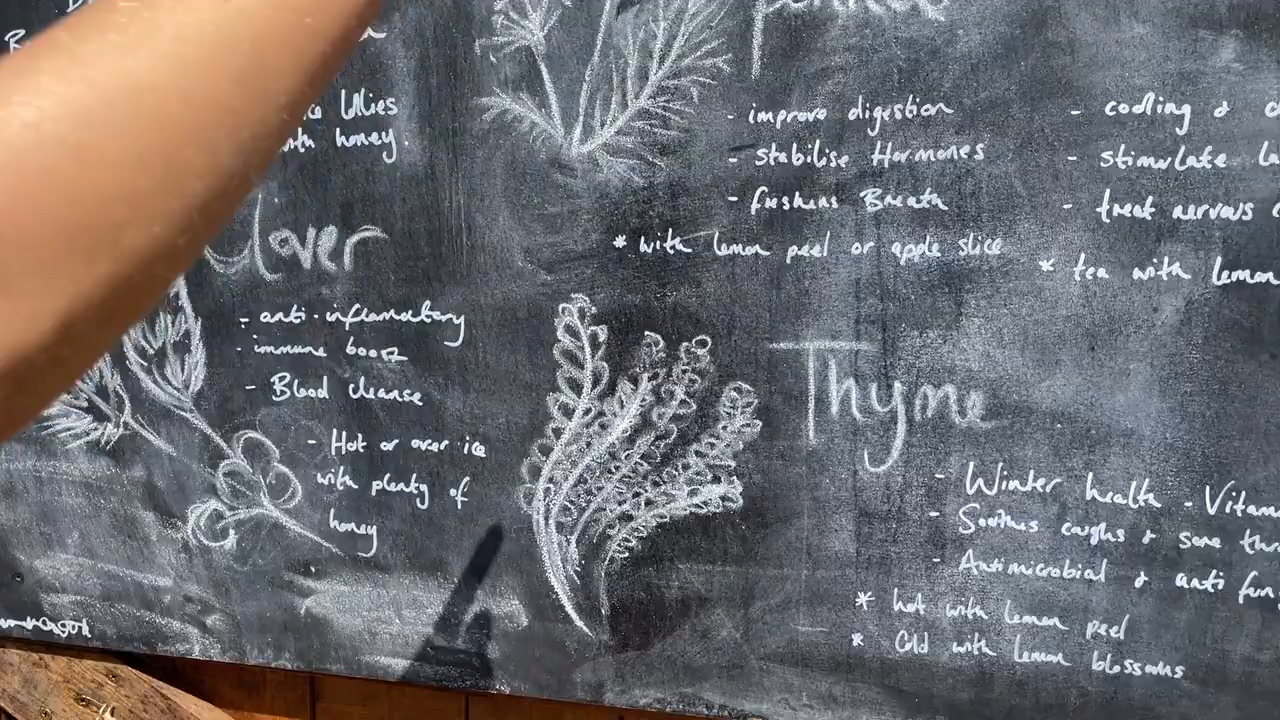 with honey.
- improve digestion
- stabilise Hormones
- freshens Breath
* with lemon peel or apple slice
- cooling &
- stimulate
- treat nervous
* tea with lemon
lover
- anti-inflamatory
- immune boost
- Blood cleanse
- Hot or over ice
with plenty of
honey
Thyme
- Winter health - Vitam
- Soothes coughs & sore thr
- Antimicrobial & anti fun
* hot with lemon peel
* Cold with lemon blossoms